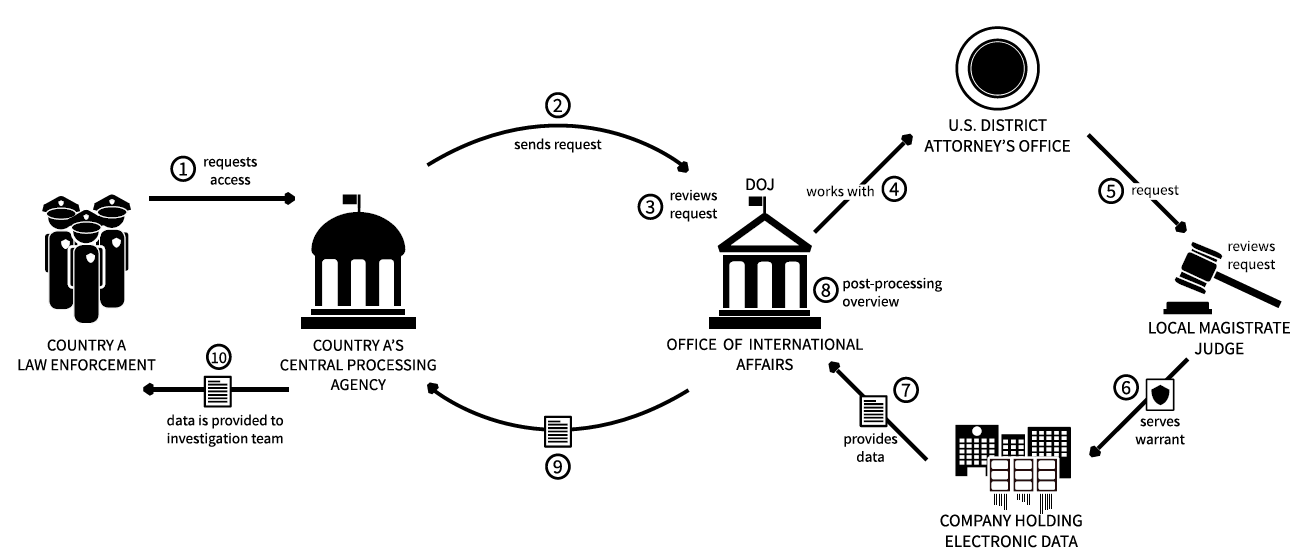 1
requests
access
COUNTRY A
LAW ENFORCEMENT
COUNTRY A'S
CENTRAL PROCESSING
AGENCY
2
sends request
3
reviews
request
DOJ
OFFICE OF INTERNATIONAL
AFFAIRS
works with
4
U.S. DISTRICT
ATTORNEY'S OFFICE
5
request
reviews
request
LOCAL MAGISTRATE
JUDGE
6
serves
warrant
COMPANY HOLDING
ELECTRONIC DATA
7
provides
data
8
post-processing
overview
9
10
data is provided to
investigation team